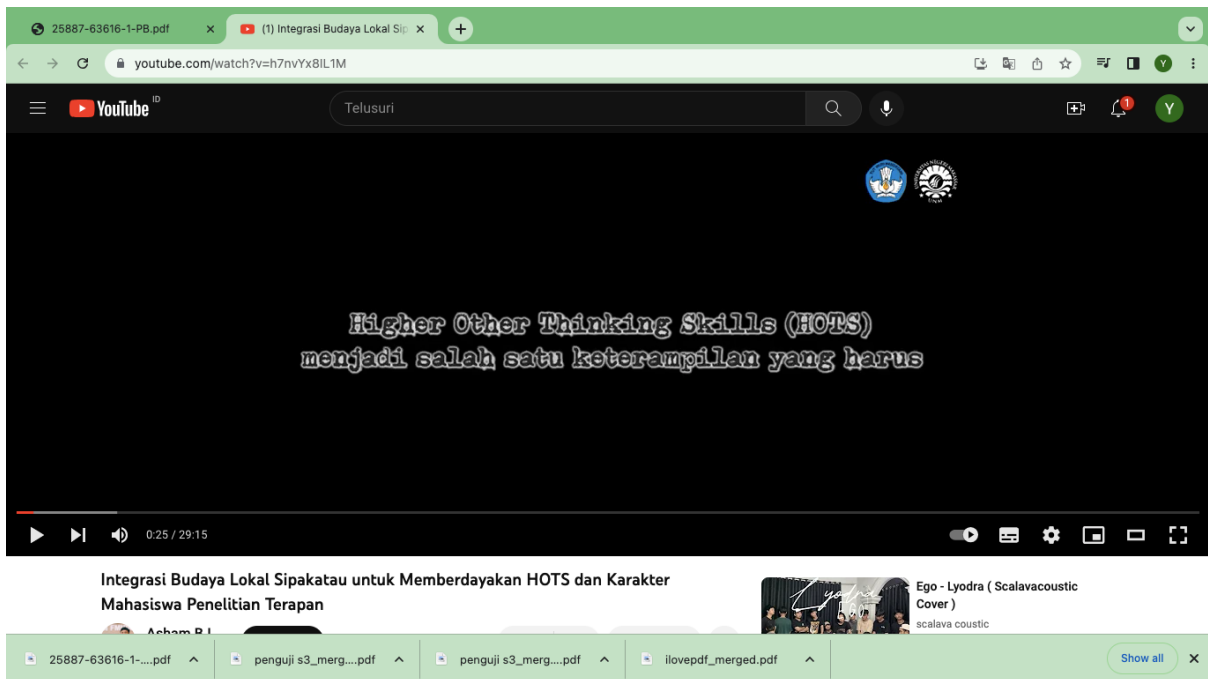 25887-63616-1-PB.pdf
(1) Integrasi Budaya Lokal Sip
youtube.com/watch?v=h7nvYx8lL1M
YouTube ID
Telusuri
1
Y
UNM
Higher Other Thinking Skills (HOTS)
menjadi salah satu keterampilan yang harus
0:25 / 29:15
Integrasi Budaya Lokal Sipakatau untuk Memberdayakan HOTS dan Karakter
Mahasiswa Penelitian Terapan
Ego - Lyodra ( Scalavacoustic
Cover )
scalava coustic
25887-63616-1-....pdf
penguji s3_merg....pdf
penguji s3_merg....pdf
ilovepdf_merged.pdf
Show all